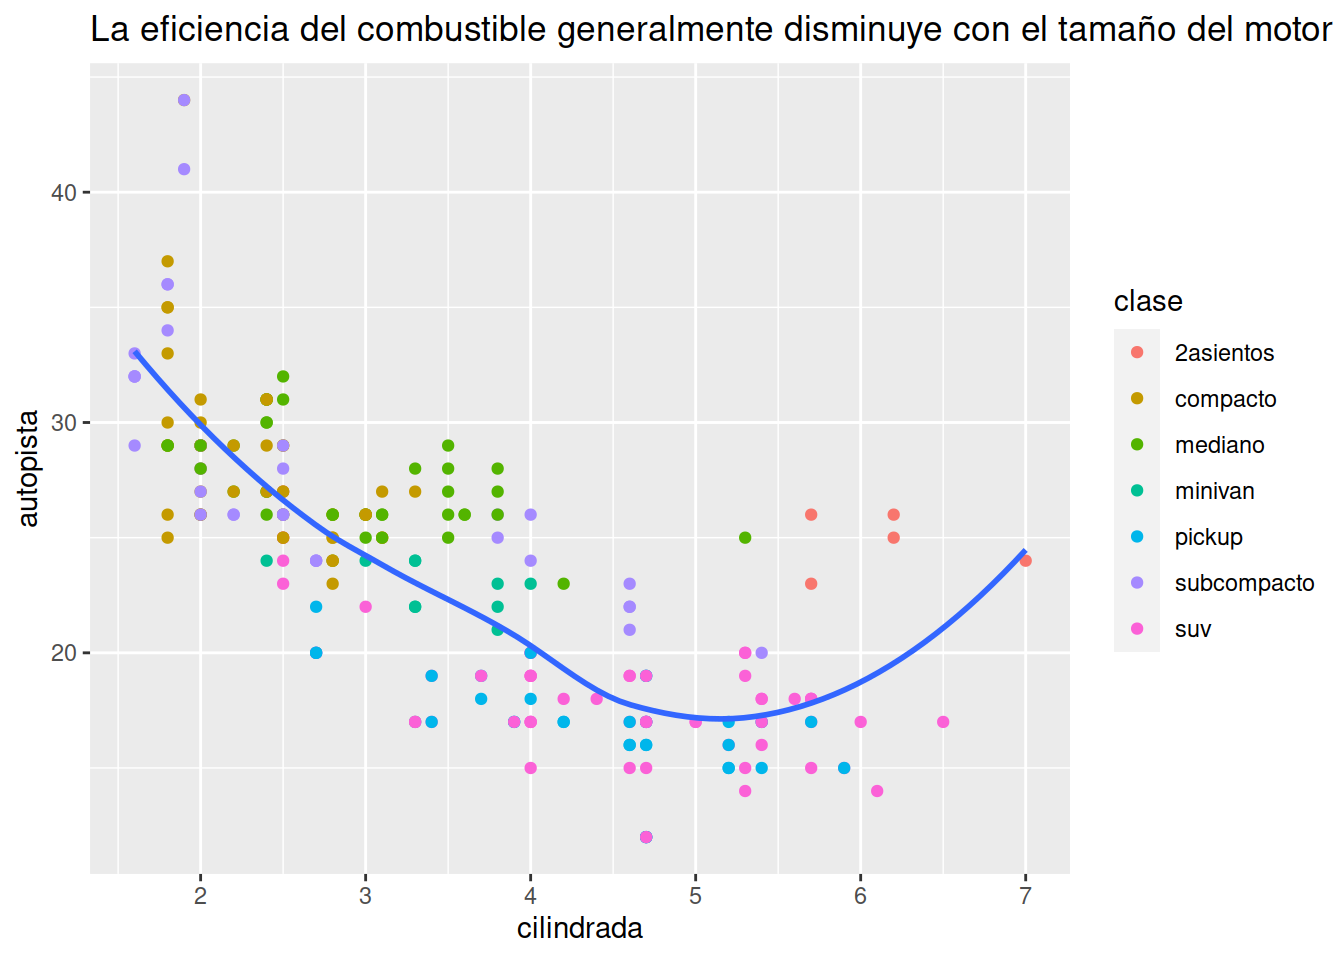 La eficiencia del combustible generalmente disminuye con el tamaño del motor
autopista
40
30
20
2
3
4
5
6
7
cilindrada
clase
2asientos
compacto
mediano
minivan
pickup
subcompacto
suv